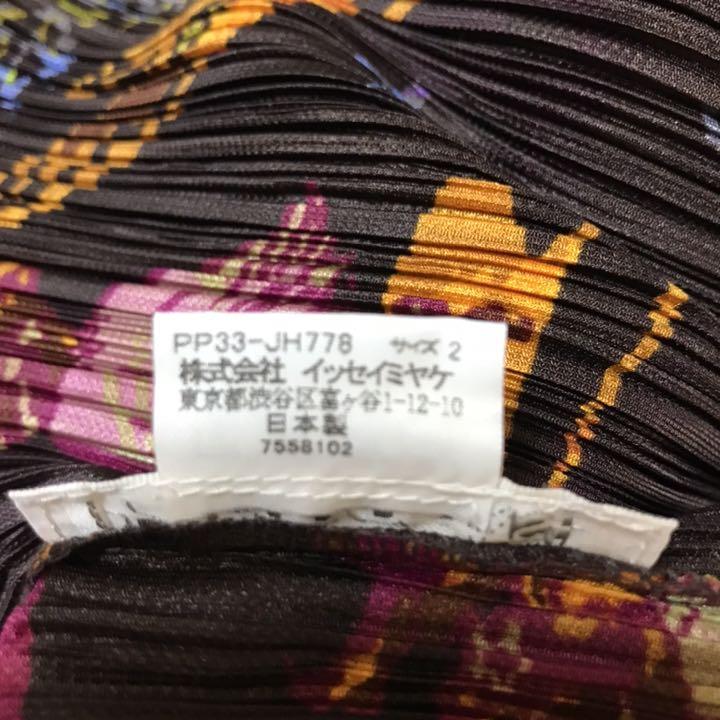 PP33-JH778 サイズ 2
株式会社 イッセイミヤケ
東京都渋谷区富ヶ谷1-12-10
日本製
7558102